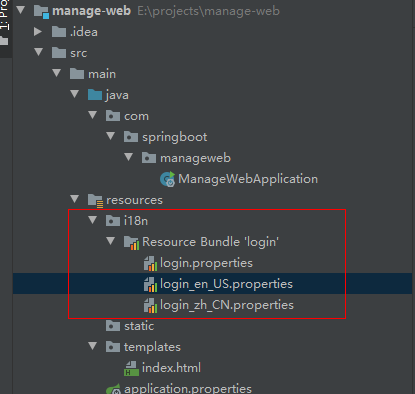 1: Pro
manage-web E:\projects\manage-web
.idea
src
main
java
com
springboot
manageweb
ManageWebApplication
resources
i18n
Resource Bundle 'login'
login.properties
login_en_US.properties
login_zh_CN.properties
static
templates
index.html
application.properties